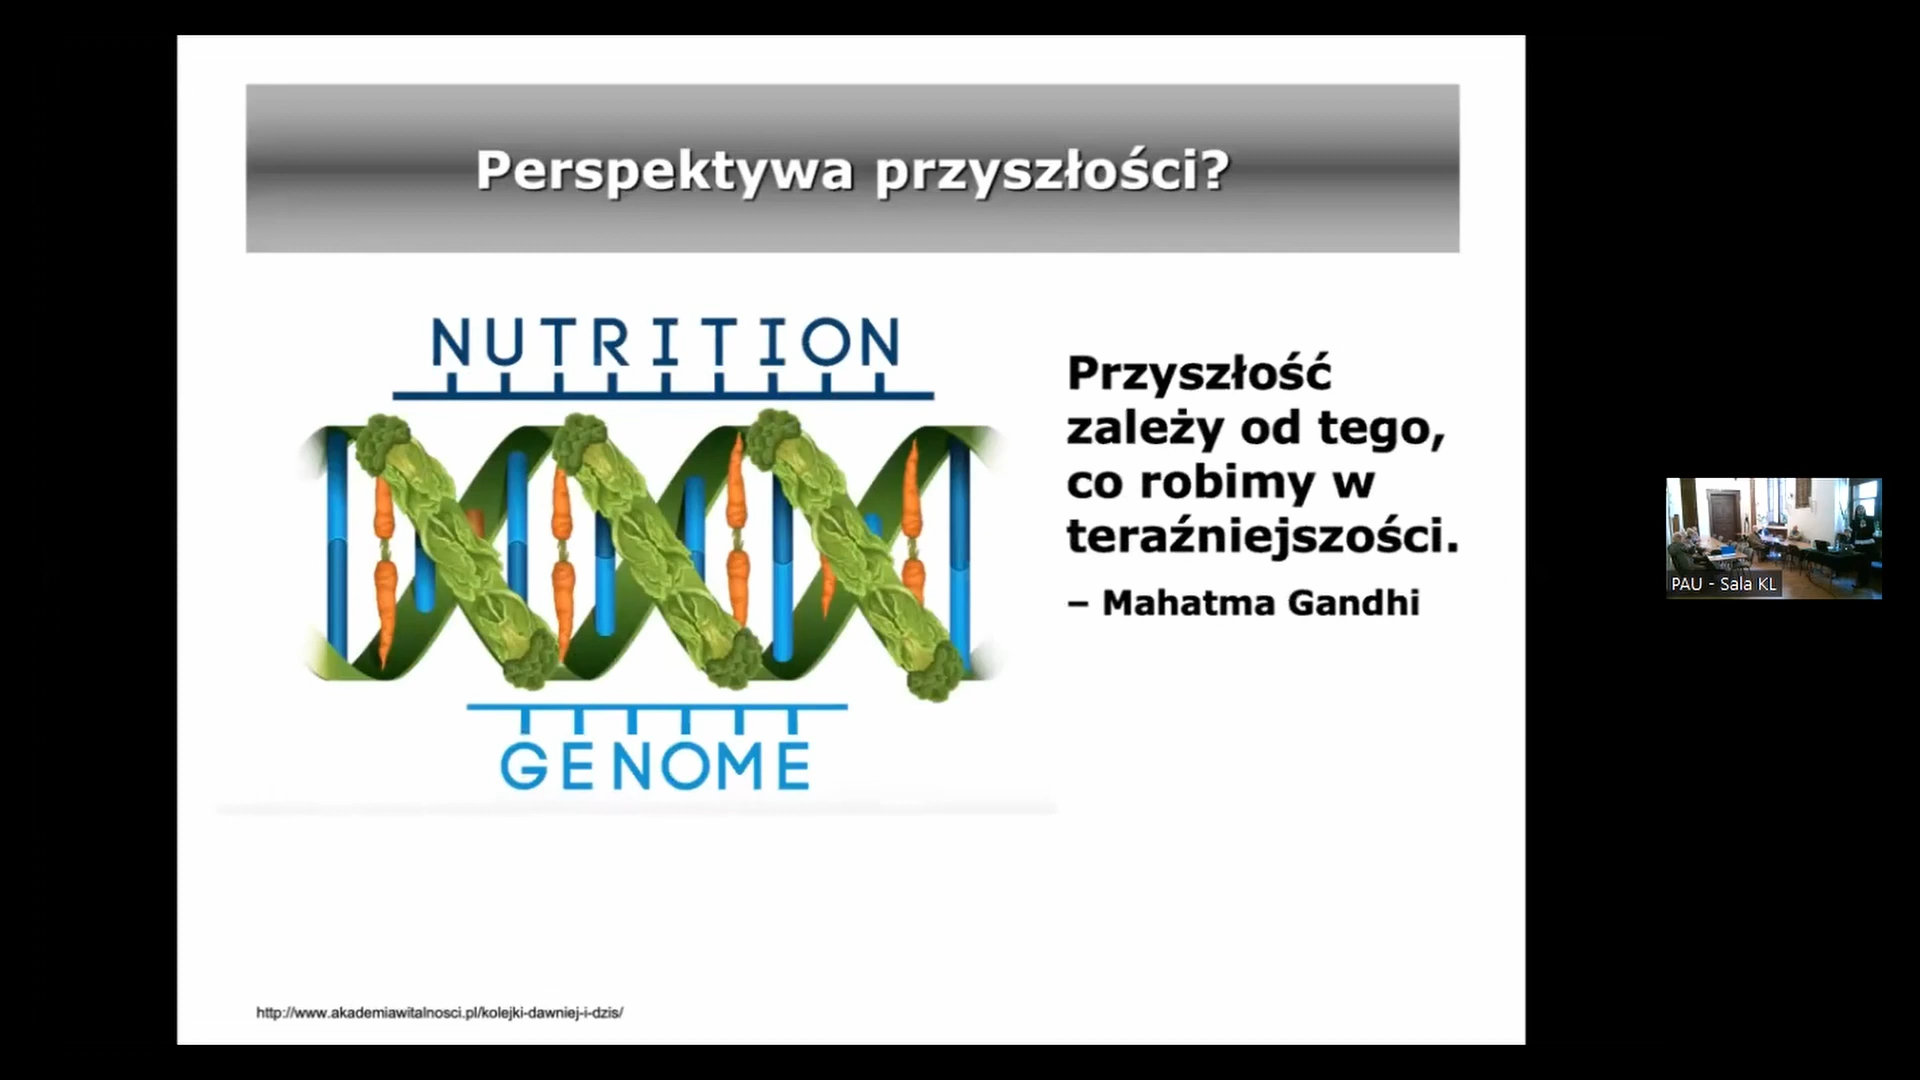 Perspektywa przyszłości?
NUTRITION
GENOME
Przyszłość
zależy od tego,
co robimy w
teraźniejszości.
– Mahatma Gandhi
http://www.akademiawitalnosci.pl/kolejki-dawniej-i-dzis/
PAU - Sala KL